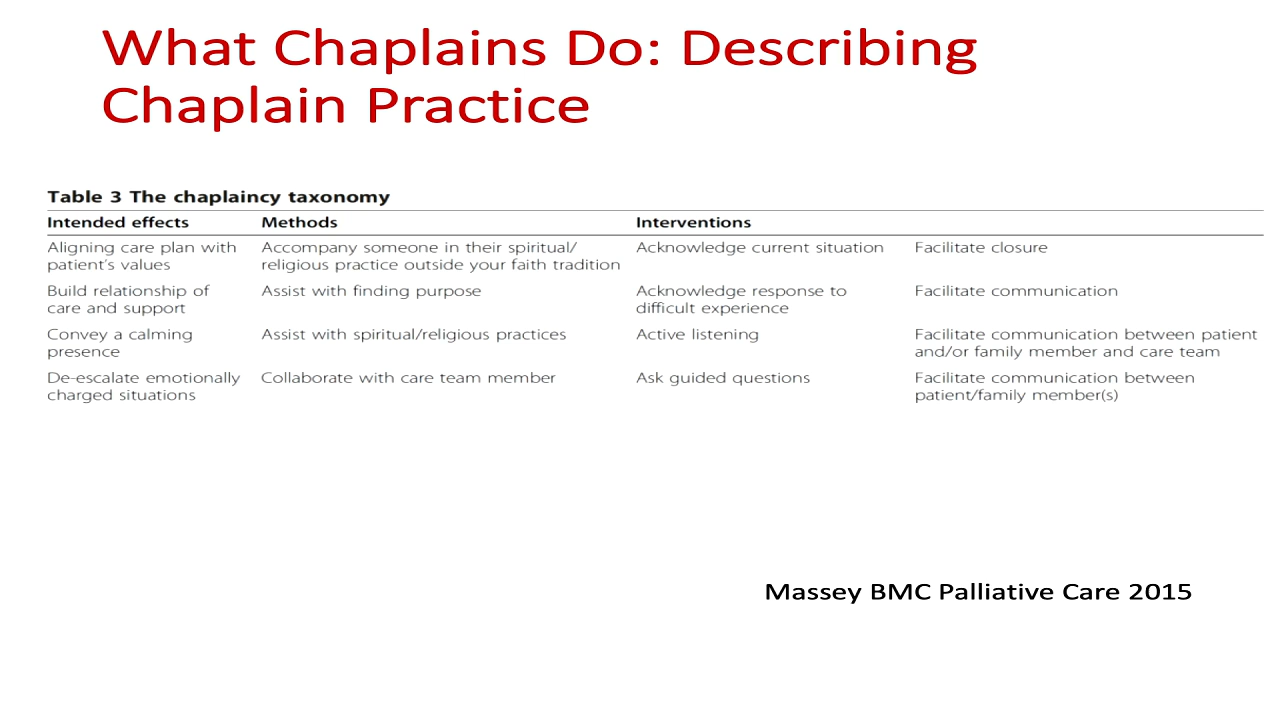 What Chaplains Do: Describing
Chaplain Practice
Table 3 The chaplaincy taxonomy
Intended effects Methods Interventions
Aligning care plan with Accompany someone in their spiritual/ Acknowledge current situation Facilitate closure
patient's values religious practice outside your faith tradition
Build relationship of Assist with finding purpose Acknowledge response to Facilitate communication
care and support difficult experience
Convey a calming Assist with spiritual/religious practices Active listening Facilitate communication between patient
presence and/or family member and care team
De-escalate emotionally Collaborate with care team member Ask guided questions Facilitate communication between
charged situations patient/family member(s)
Massey BMC Palliative Care 2015